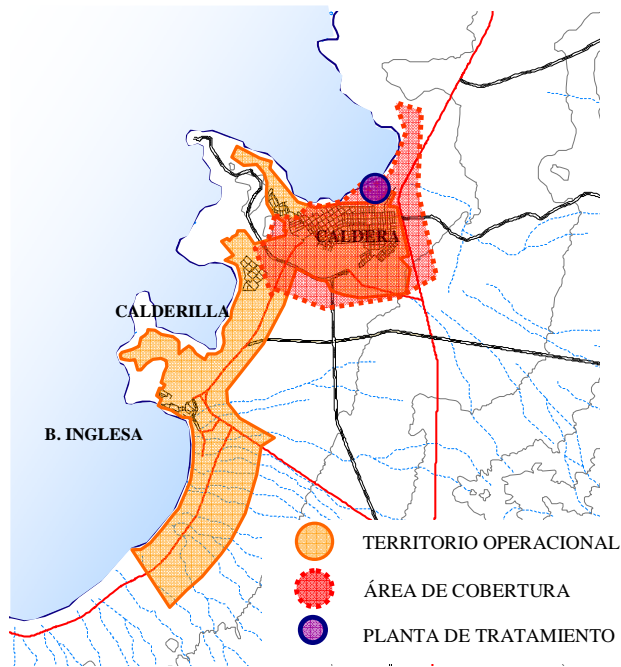 CALDERA
CALDERILLA
B. INGLESA
TERRITORIO OPERACIONAL
ÁREA DE COBERTURA
PLANTA DE TRATAMIENTO